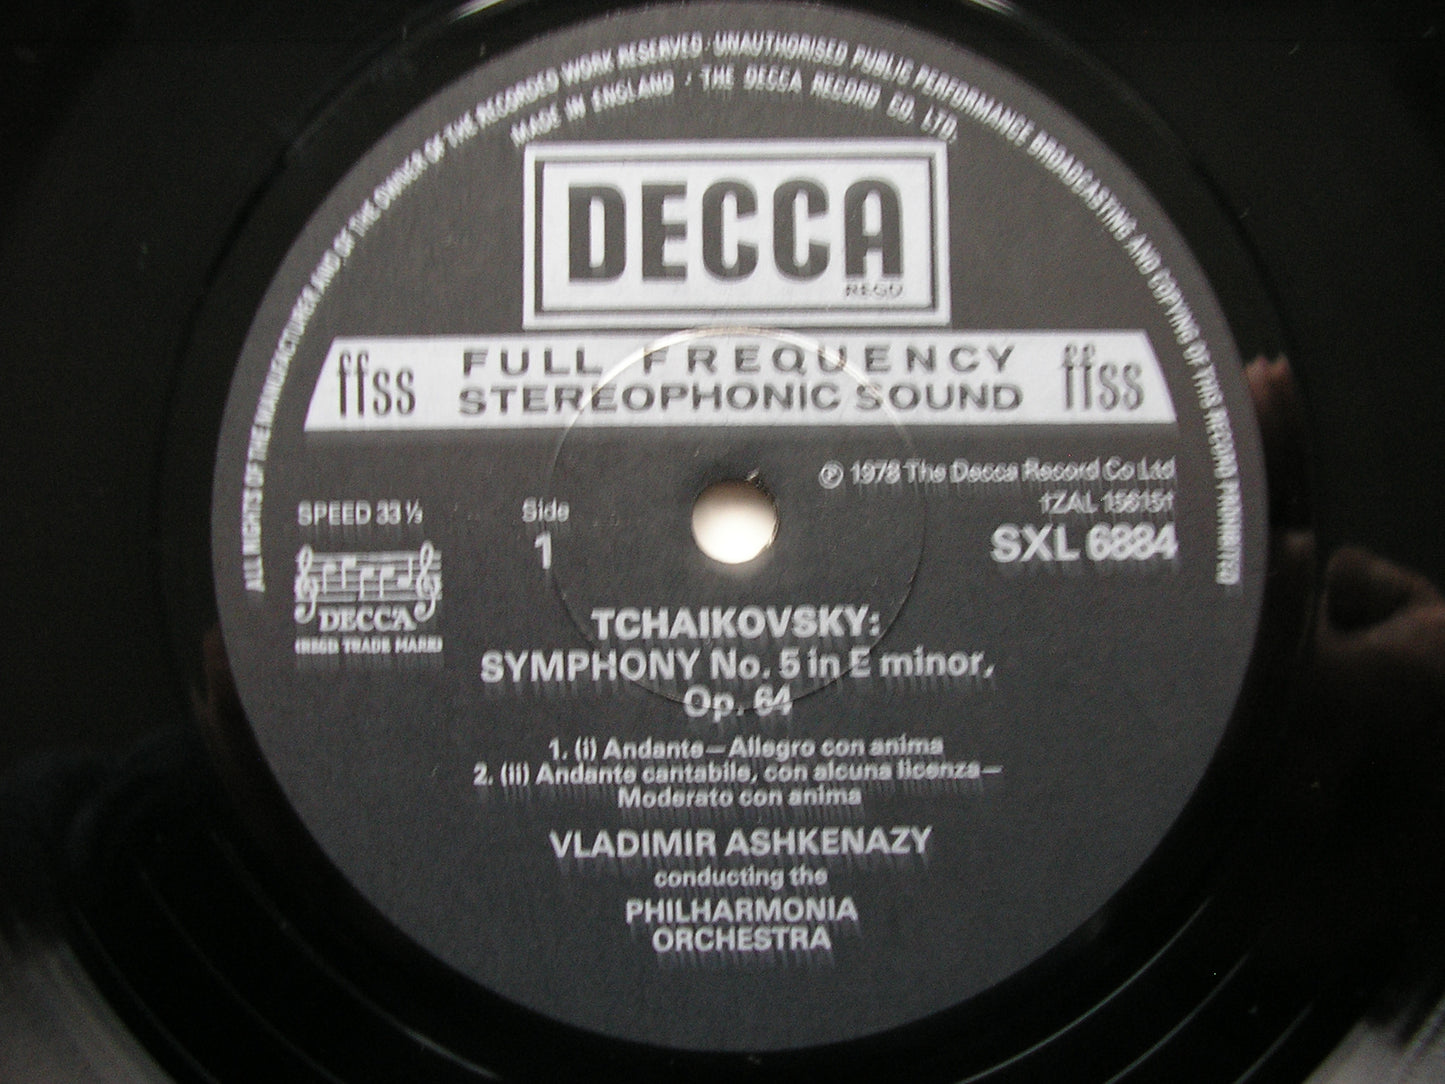 ALL RIGHTS OF THE MANUFACTURER AND OF THE OWNER OF THE RECORDED WORK RESERVED · UNAUTHORISED PUBLIC PERFORMANCE BROADCASTING AND COPYING OF THIS RECORD PROHIBITED
MADE IN ENGLAND · THE DECCA RECORD CO. LTD.
DECCA
REGD
ffss FULL FREQUENCY ffss
STEREOPHONIC SOUND
℗ 1978 The Decca Record Co Ltd
SPEED 33⅓ Side †ZAL 15615†
1 SXL 6884
DECCA
(REGD TRADE MARK)
TCHAIKOVSKY:
SYMPHONY No. 5 in E minor,
Op. 64
1. (i) Andante—Allegro con anima
2. (ii) Andante cantabile, con alcuna licenza—
Moderato con anima
VLADIMIR ASHKENAZY
conducting the
PHILHARMONIA
ORCHESTRA